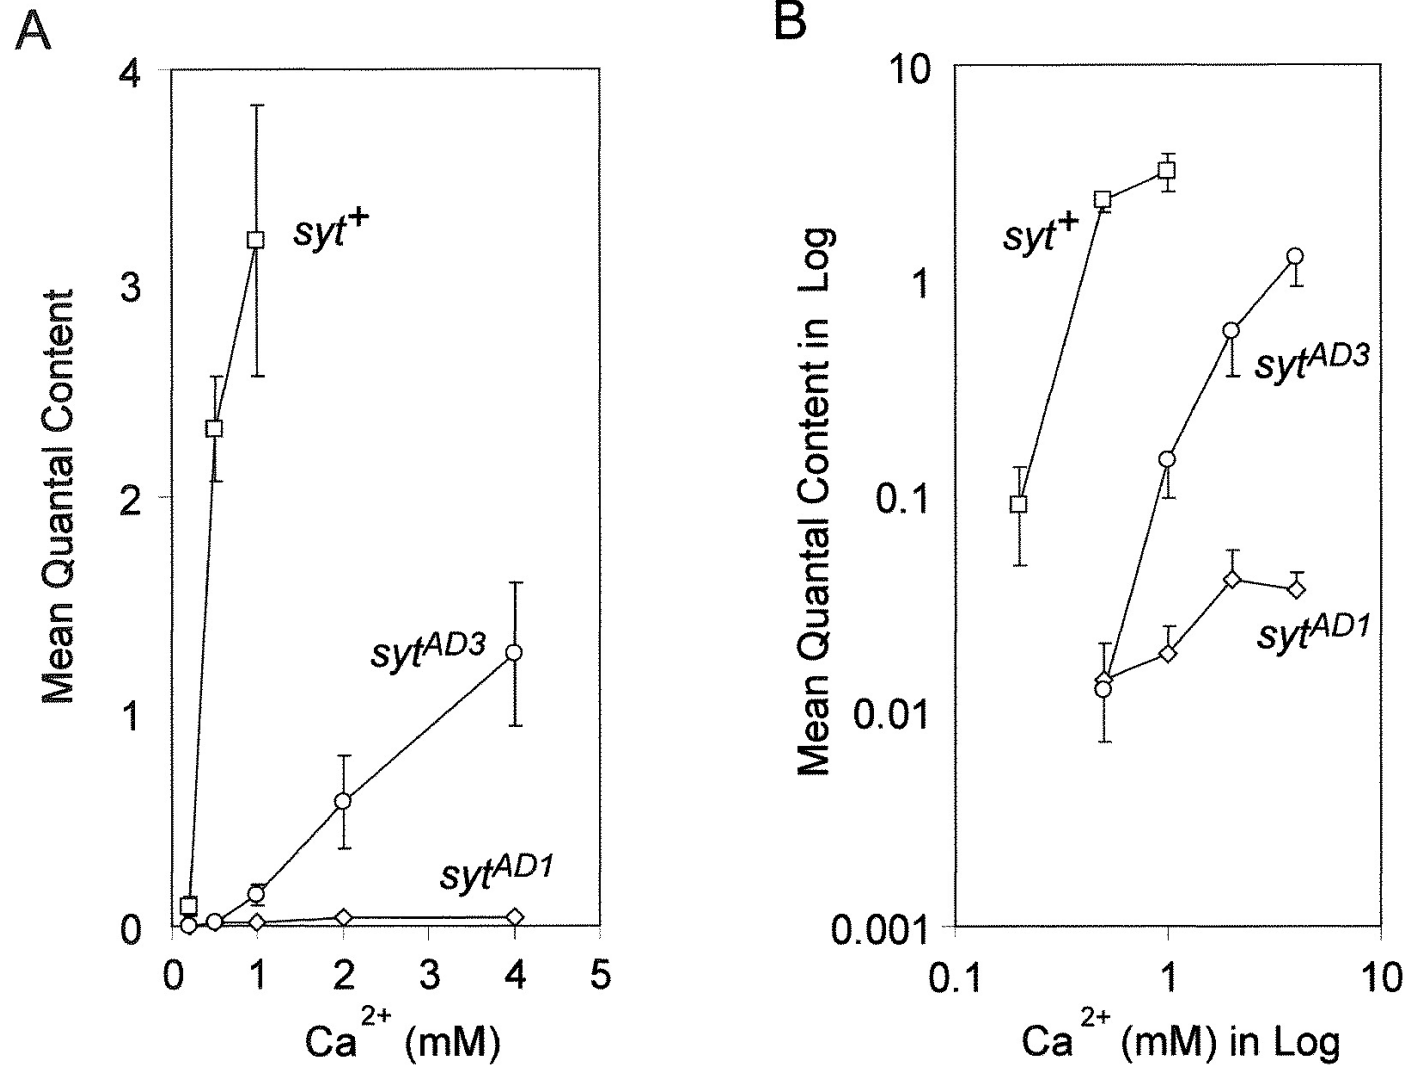 A
4
3
2
1
0
0 1 2 3 4 5
Mean Quantal Content
Ca2+ (mM)
syt+
sytAD3
sytAD1
B
10
1
0.1
0.01
0.001
0.1 1 10
Mean Quantal Content in Log
Ca2+ (mM) in Log
syt+
sytAD3
sytAD1